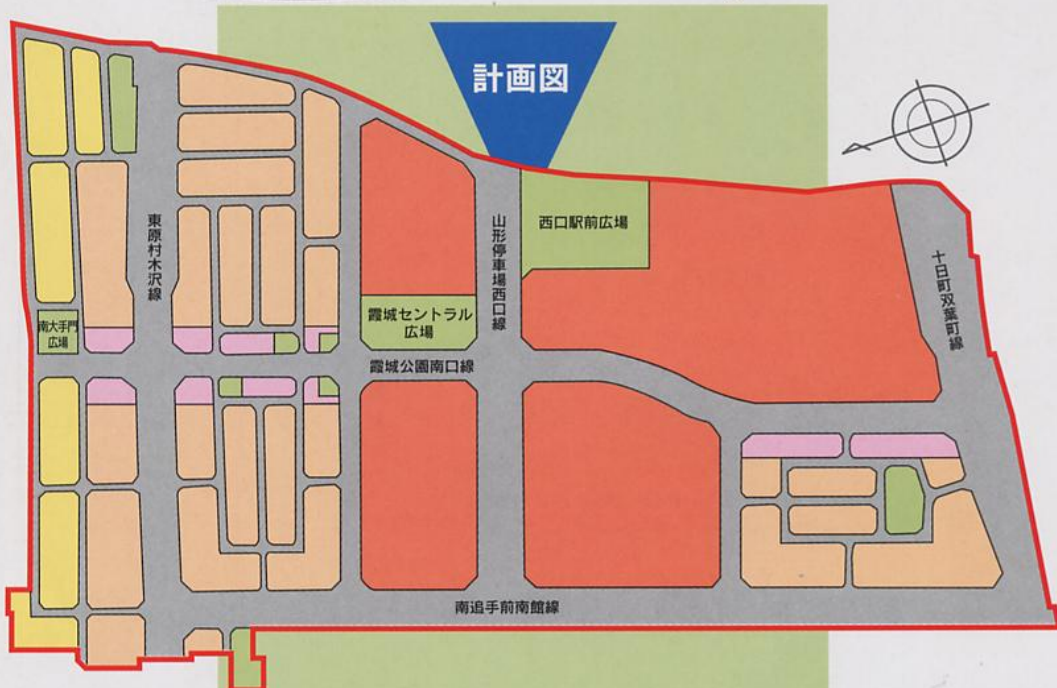 計画図
東原村木沢線
山形停車場西口線
西口駅前広場
十日町双葉町線
南大手門
広場
霞城セントラル
広場
霞城公園南口線
南追手前南館線